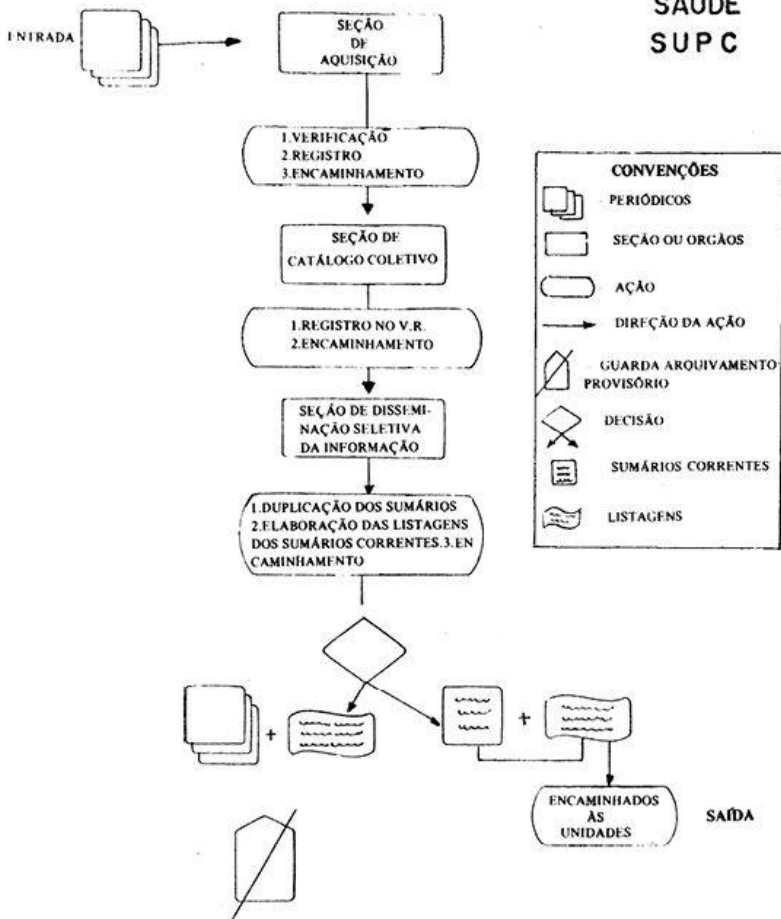 SAÚDE
SUPC
ENTRADA
SEÇÃO
DE
AQUISIÇÃO
1.VERIFICAÇÃO
2.REGISTRO
3.ENCAMINHAMENTO
SEÇÃO DE
CATÁLOGO COLETIVO
1.REGISTRO NO V.R.
2.ENCAMINHAMENTO
SEÇÃO DE DISSEMI-
NAÇÃO SELETIVA
DA INFORMAÇÃO
1.DUPLICAÇÃO DOS SUMÁRIOS
2.ELABORAÇÃO DAS LISTAGENS
DOS SUMÁRIOS CORRENTES.3.EN
CAMINHAMENTO
+
+
ENCAMINHADOS
ÀS
UNIDADES
SAÍDA
CONVENÇÕES
PERIÓDICOS
SEÇÃO OU ORGÃOS
AÇÃO
DIREÇÃO DA AÇÃO
GUARDA ARQUIVAMENTO
PROVISÓRIO
DECISÃO
SUMÁRIOS CORRENTES
LISTAGENS